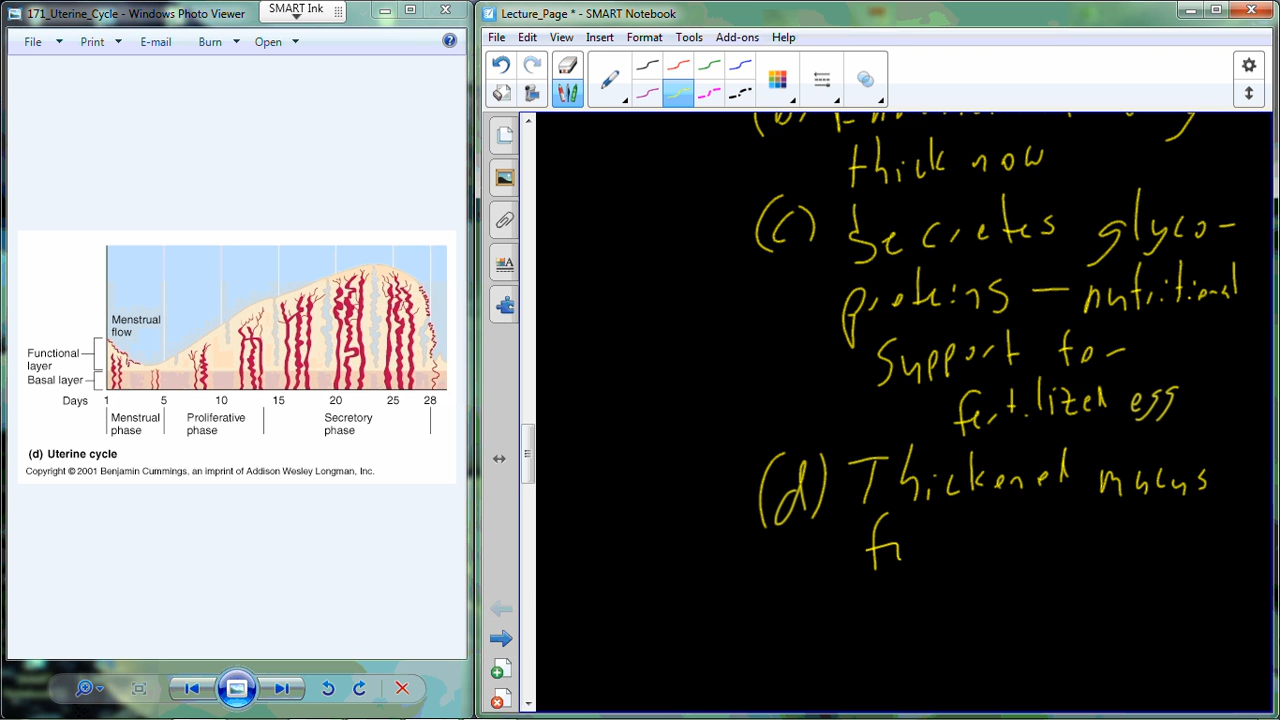 171_Uterine_Cycle - Windows Photo Viewer
SMART Ink
File Print E-mail Burn Open
Menstrual
flow
Functional
layer
Basal layer
Days 1 5 10 15 20 25 28
Menstrual
phase
Proliferative
phase
Secretory
phase
(d) Uterine cycle
Copyright © 2001 Benjamin Cummings, an imprint of Addison Wesley Longman, Inc.
Lecture_Page * - SMART Notebook
File Edit View Insert Format Tools Add-ons Help
thick now
(c) Secretes glyco-
proteins — nutritional
support for
fertilized egg
(d) Thickened mucus